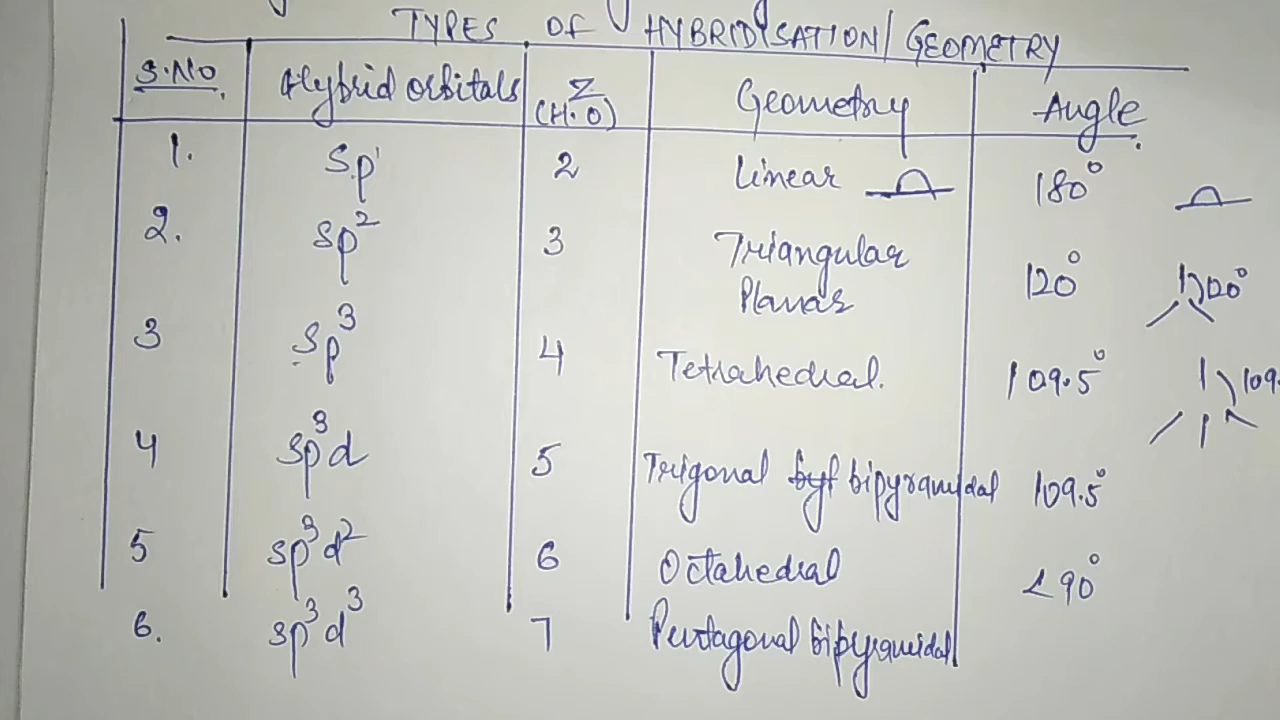 TYPES OF HYBRIDISATION/GEOMETRY
S.NO. Hybrid orbitals Z (H.O) Geometry Angle
1. Sp¹ 2 Linear 180°
2. Sp² 3 Triangular Planar 120° 120°
3 Sp³ 4 Tetrahedral. 109.5° 109.
4 Sp³d 5 Trigonal bipyramidal 109.5°
5 sp³d² 6 Octahedral <90°
6. sp³d³ 7 Pentagonal bipyramidal